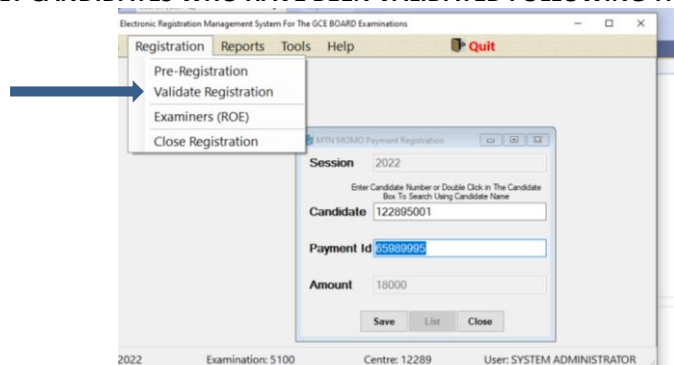 CANDIDATES WHO HAVE BEEN VALIDATED FOLLOWING
Electronic Registration Management System For The GCE BOARD Examinations
Registration Reports Tools Help Quit
Pre-Registration
Validate Registration
Examiners (ROE)
Close Registration
MTN MOMO Payment Registration
Session 2022
Enter Candidate Number or Double Click in The Candidate
Box To Search Using Candidate Name
Candidate 122895001
Payment Id 65989995
Amount 18000
Save List Close
2022 Examination: 5100 Centre: 12289 User: SYSTEM ADMINISTRATOR